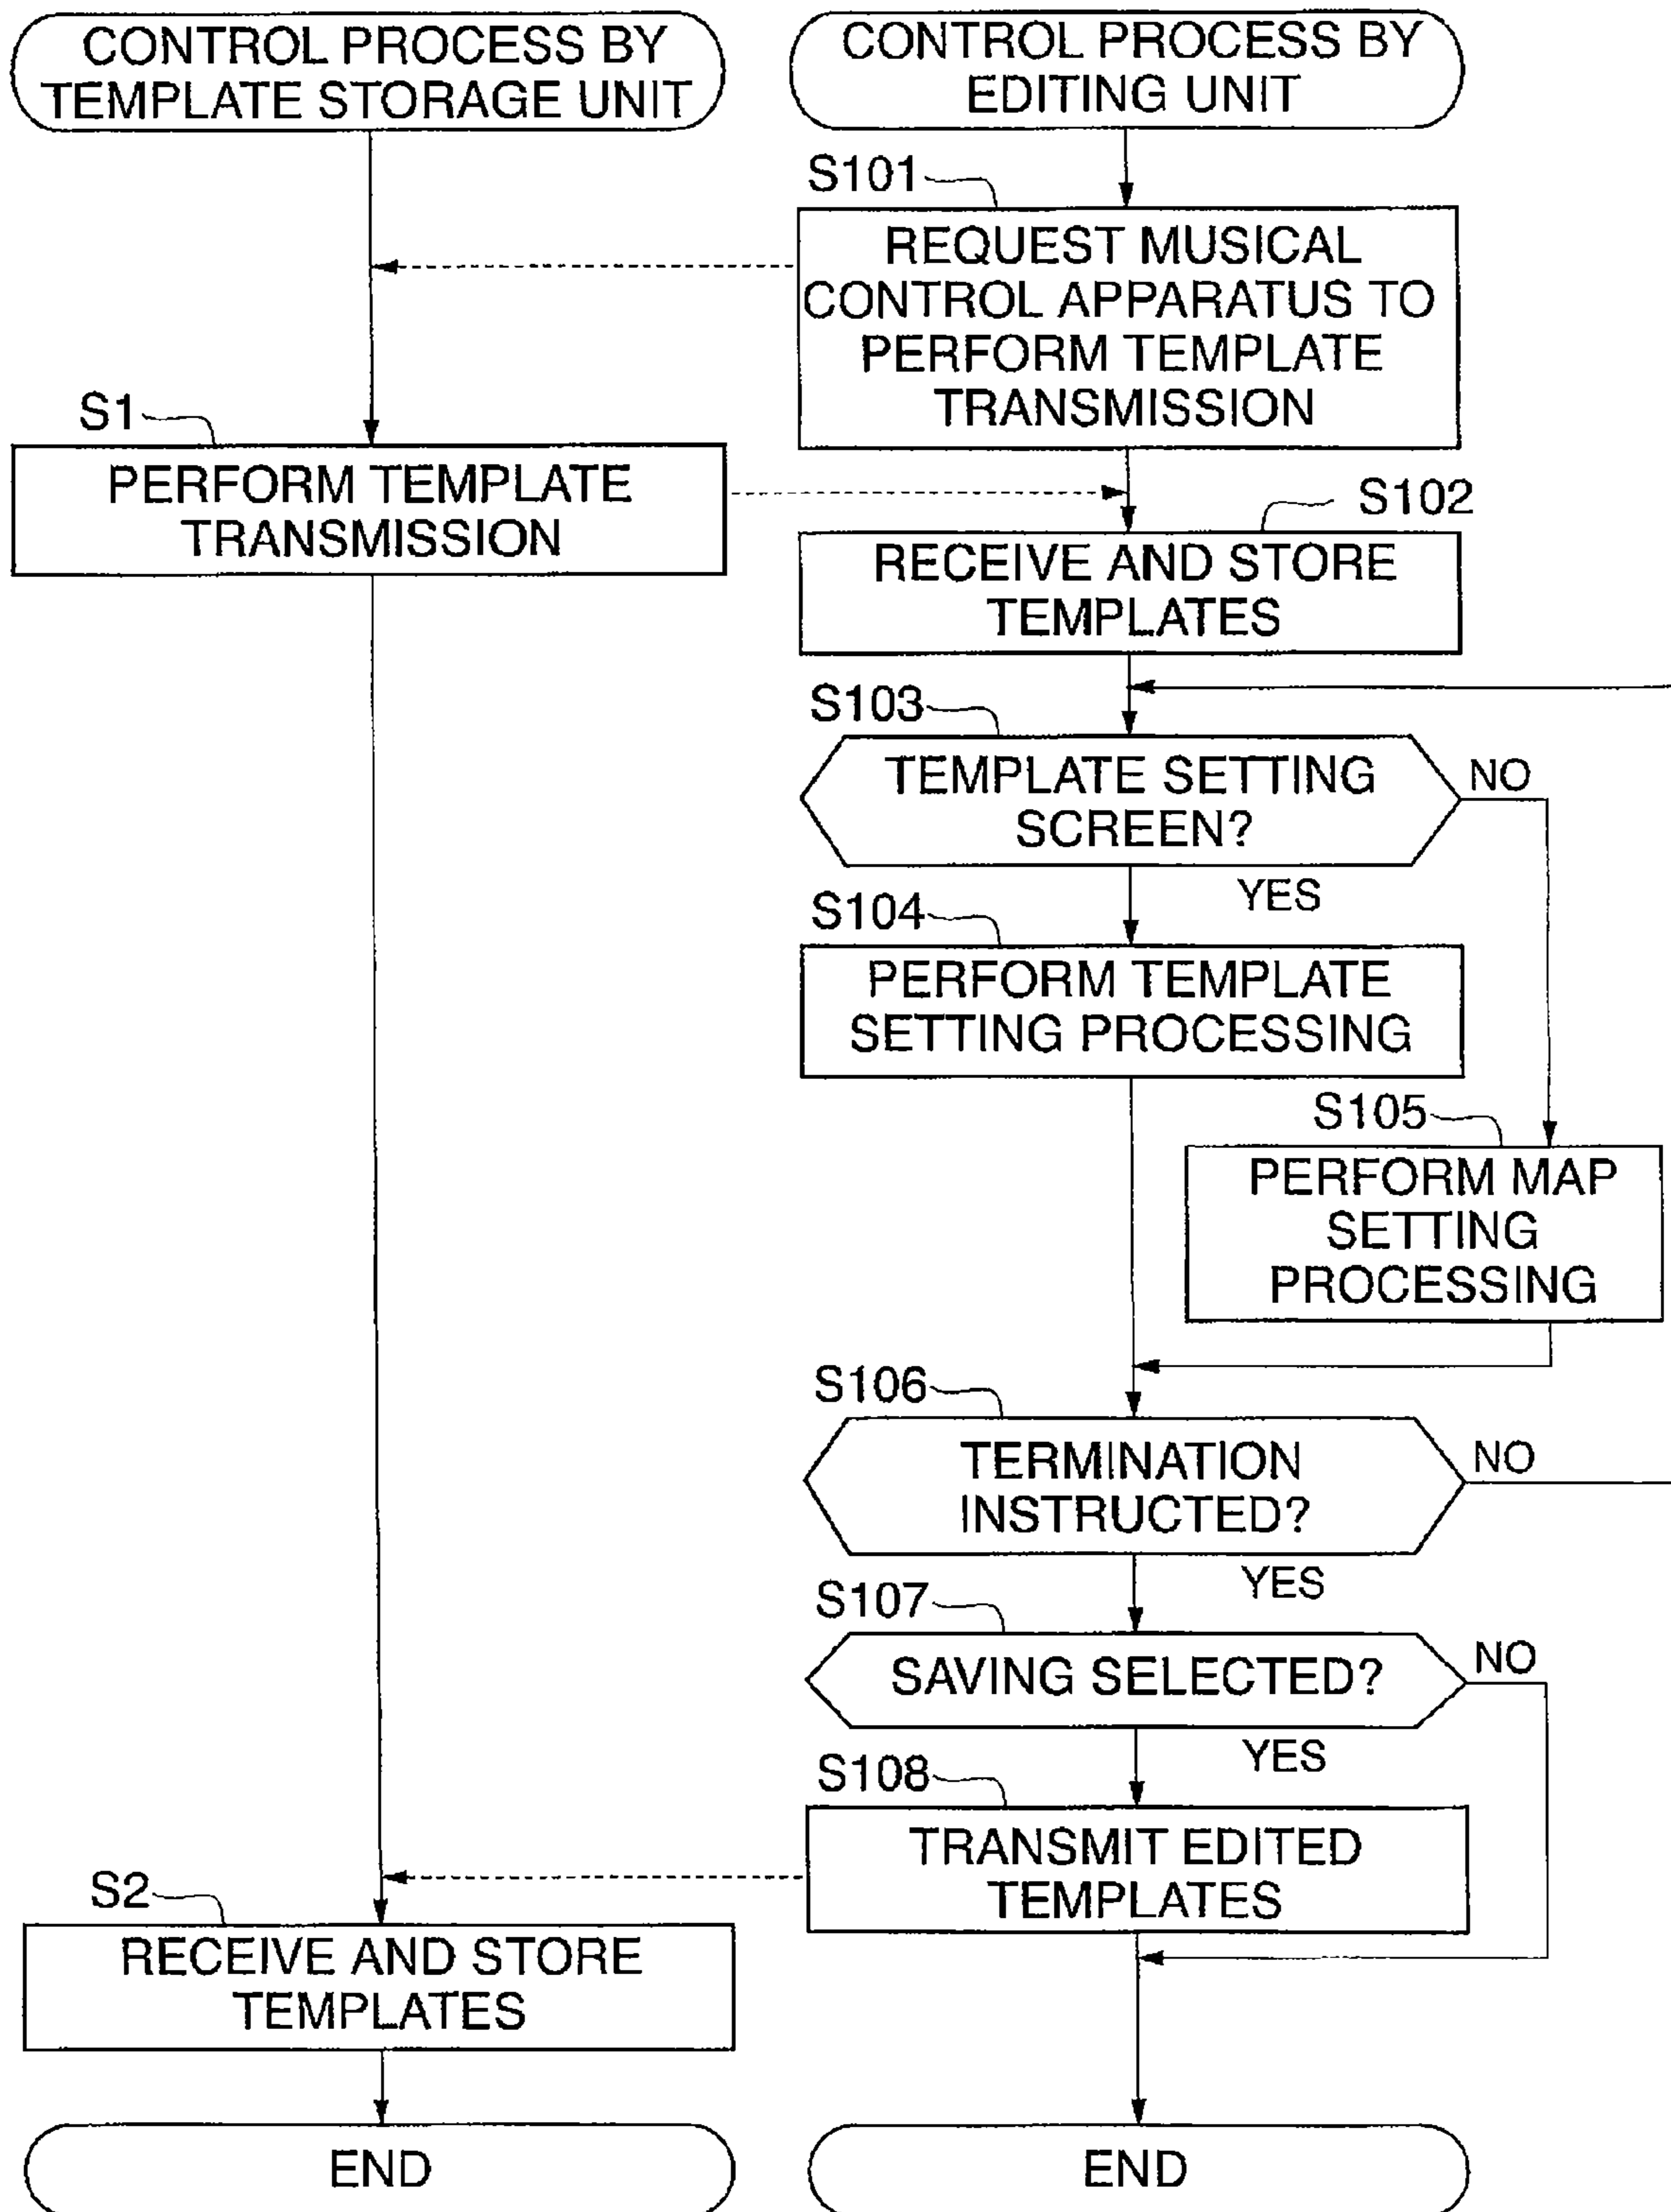 CONTROL PROCESS BY
TEMPLATE STORAGE UNIT
CONTROL PROCESS BY
EDITING UNIT
S101
REQUEST MUSICAL
CONTROL APPARATUS TO
PERFORM TEMPLATE
TRANSMISSION
S1
PERFORM TEMPLATE
TRANSMISSION
S102
RECEIVE AND STORE
TEMPLATES
S103
TEMPLATE SETTING
SCREEN?
NO
YES
S104
PERFORM TEMPLATE
SETTING PROCESSING
S105
PERFORM MAP
SETTING
PROCESSING
S106
TERMINATION
INSTRUCTED?
NO
YES
S107
SAVING SELECTED?
NO
YES
S108
TRANSMIT EDITED
TEMPLATES
S2
RECEIVE AND STORE
TEMPLATES
END
END